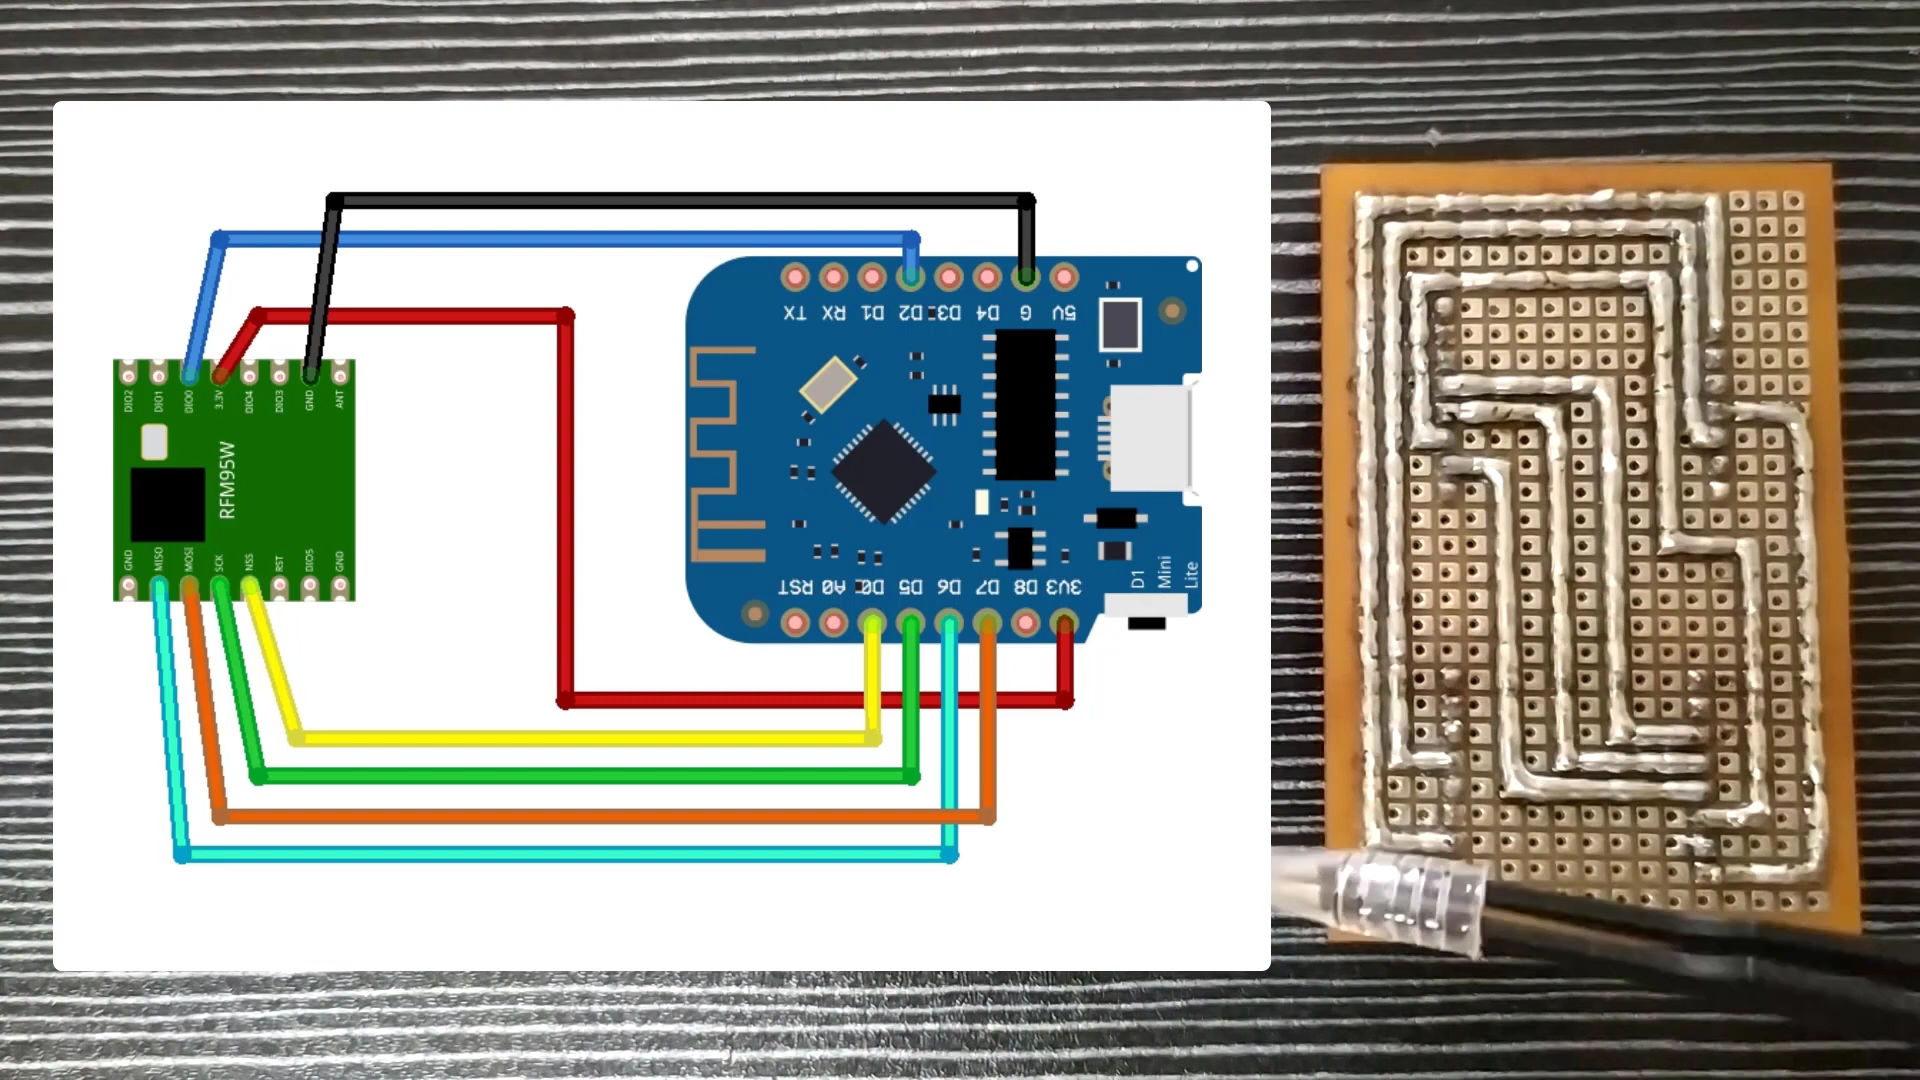 TX RX D1 D2 D3 D4 G 5V
DIO2 DIO1 DIO0 3.3V DIO4 DIO3 GND ANT
RFM95W
GND MISO MOSI SCK NSS RST DIO5 GND
RST A0 D0 D5 D6 D7 D8 3V3
D1
Mini
Lite